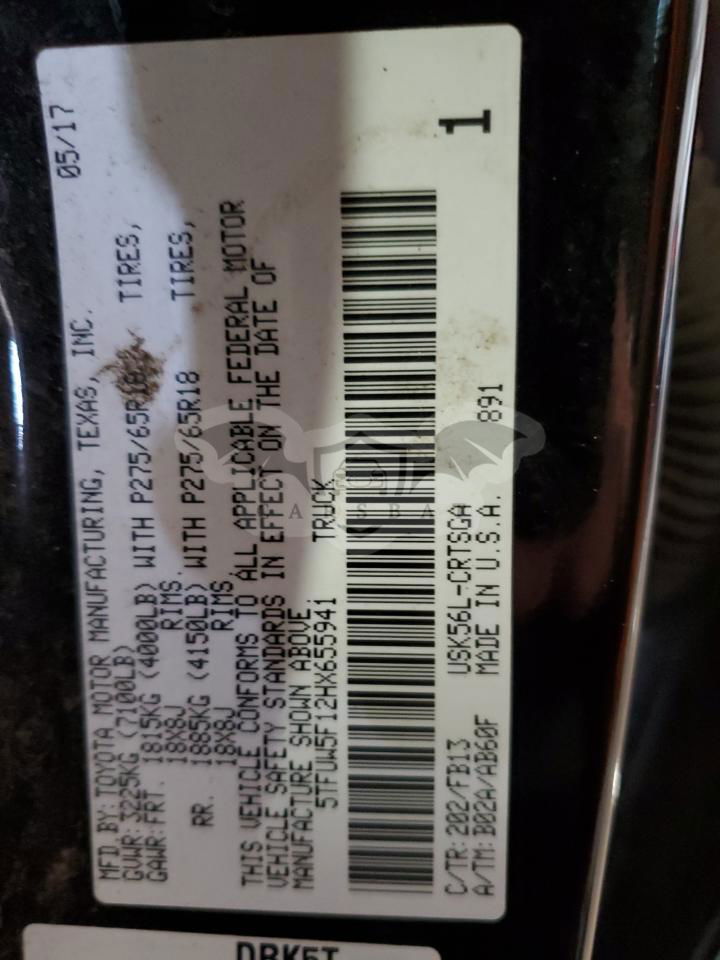 MFD.BY:TOYOTA MOTOR MANUFACTURING, TEXAS, INC. 05/17
GVWR:3225KG (7100LB)
GAWR:FRT. 1815KG (4000LB) WITH P275/65R18 TIRES,
18X8J RIMS.
RR. 1885KG (4150LB) WITH P275/65R18 TIRES,
18X8J RIMS
THIS VEHICLE CONFORMS TO ALL APPLICABLE FEDERAL MOTOR
VEHICLE SAFETY STANDARDS IN EFFECT ON THE DATE OF
MANUFACTURE SHOWN ABOVE.
5TFUW5F12HX655941 TRUCK
C/TR:202/FB13 USK56L-CRTSGA 891
A/TM:B02A/AB60F MADE IN U.S.A.
1